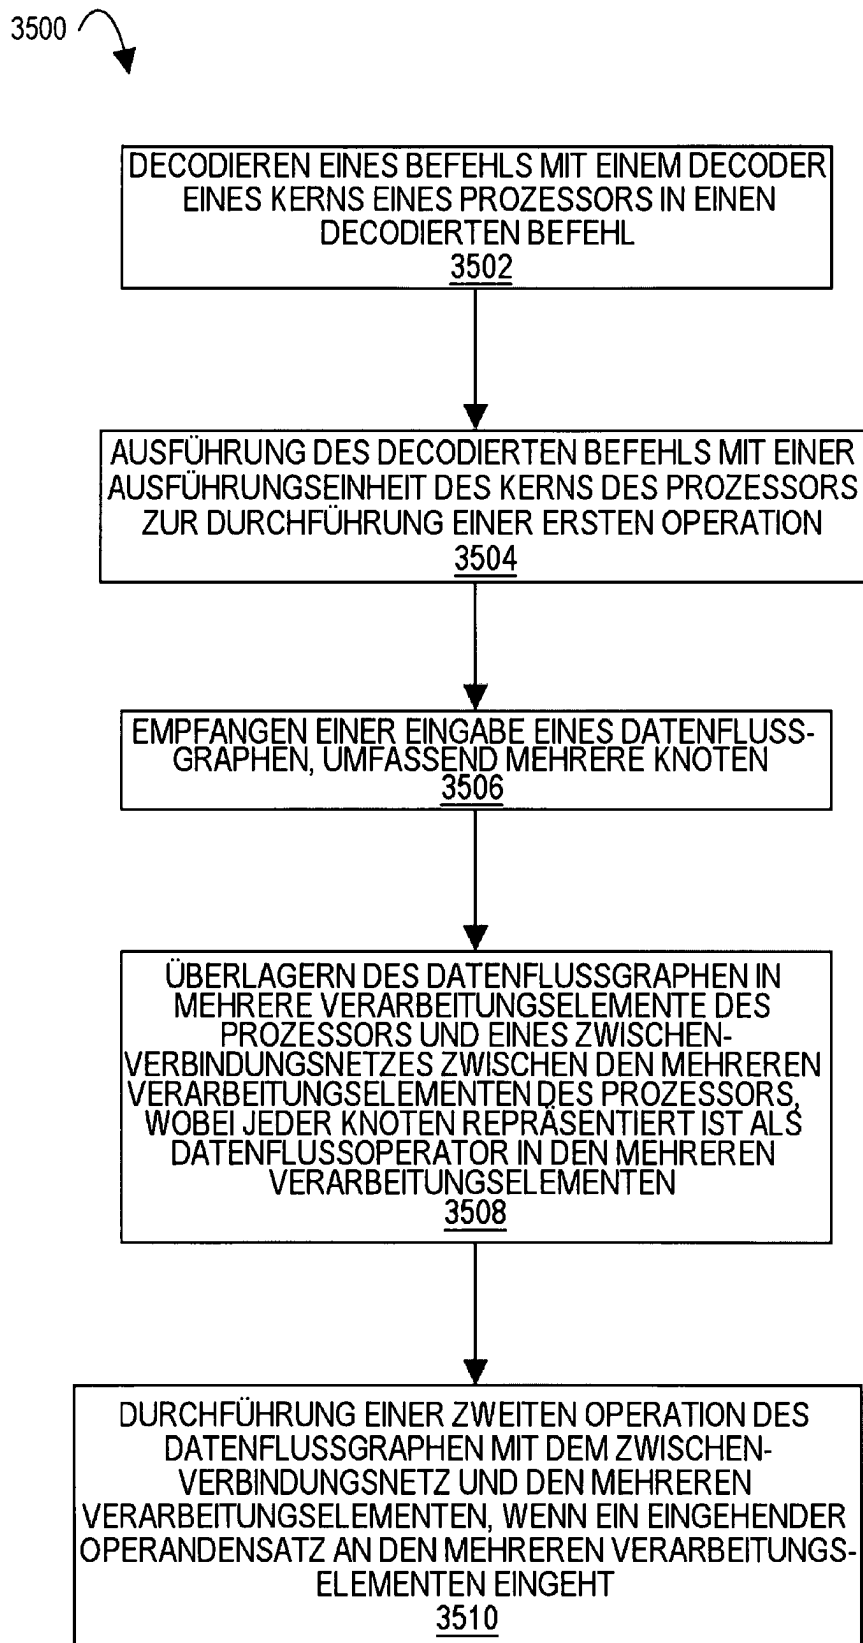 3500
DECODIEREN EINES BEFEHLS MIT EINEM DECODER
EINES KERNS EINES PROZESSORS IN EINEN
DECODIERTEN BEFEHL
3502
AUSFÜHRUNG DES DECODIERTEN BEFEHLS MIT EINER
AUSFÜHRUNGSEINHEIT DES KERNS DES PROZESSORS
ZUR DURCHFÜHRUNG EINER ERSTEN OPERATION
3504
EMPFANGEN EINER EINGABE EINES DATENFLUSS-
GRAPHEN, UMFASSEND MEHRERE KNOTEN
3506
ÜBERLAGERN DES DATENFLUSSGRAPHEN IN
MEHRERE VERARBEITUNGSELEMENTE DES
PROZESSORS UND EINES ZWISCHEN-
VERBINDUNGSNETZES ZWISCHEN DEN MEHREREN
VERARBEITUNGSELEMENTEN DES PROZESSORS,
WOBEI JEDER KNOTEN REPRÄSENTIERT IST ALS
DATENFLUSSOPERATOR IN DEN MEHREREN
VERARBEITUNGSELEMENTEN
3508
DURCHFÜHRUNG EINER ZWEITEN OPERATION DES
DATENFLUSSGRAPHEN MIT DEM ZWISCHEN-
VERBINDUNGSNETZ UND DEN MEHREREN
VERARBEITUNGSELEMENTEN, WENN EIN EINGEHENDER
OPERANDENSATZ AN DEN MEHREREN VERARBEITUNGS-
ELEMENTEN EINGEHT
3510